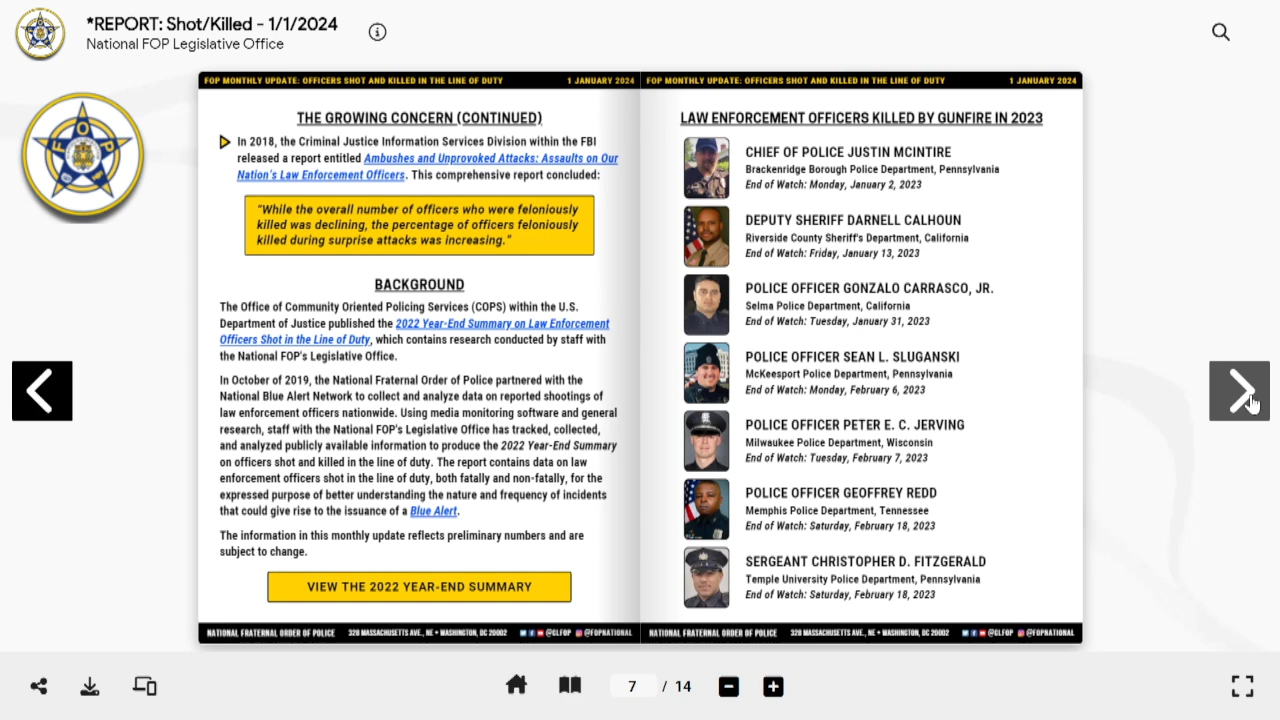 *REPORT: Shot/Killed - 1/1/2024
National FOP Legislative Office
FOP MONTHLY UPDATE: OFFICERS SHOT AND KILLED IN THE LINE OF DUTY 1 JANUARY 2024
THE GROWING CONCERN (CONTINUED)
In 2018, the Criminal Justice Information Services Division within the FBI
released a report entitled Ambushes and Unprovoked Attacks: Assaults on Our
Nation's Law Enforcement Officers. This comprehensive report concluded:
"While the overall number of officers who were feloniously
killed was declining, the percentage of officers feloniously
killed during surprise attacks was increasing."
BACKGROUND
The Office of Community Oriented Policing Services (COPS) within the U.S.
Department of Justice published the 2022 Year-End Summary on Law Enforcement
Officers Shot in the Line of Duty, which contains research conducted by staff with
the National FOP's Legislative Office.
In October of 2019, the National Fraternal Order of Police partnered with the
National Blue Alert Network to collect and analyze data on reported shootings of
law enforcement officers nationwide. Using media monitoring software and general
research, staff with the National FOP's Legislative Office has tracked, collected,
and analyzed publicly available information to produce the 2022 Year-End Summary
on officers shot and killed in the line of duty. The report contains data on law
enforcement officers shot in the line of duty, both fatally and non-fatally, for the
expressed purpose of better understanding the nature and frequency of incidents
that could give rise to the issuance of a Blue Alert.
The information in this monthly update reflects preliminary numbers and are
subject to change.
VIEW THE 2022 YEAR-END SUMMARY
NATIONAL FRATERNAL ORDER OF POLICE 328 MASSACHUSETTS AVE., NE • WASHINGTON, DC 20002 @GLFOP @FOPNATIONAL
FOP MONTHLY UPDATE: OFFICERS SHOT AND KILLED IN THE LINE OF DUTY 1 JANUARY 2024
LAW ENFORCEMENT OFFICERS KILLED BY GUNFIRE IN 2023
CHIEF OF POLICE JUSTIN MCINTIRE
Brackenridge Borough Police Department, Pennsylvania
End of Watch: Monday, January 2, 2023
DEPUTY SHERIFF DARNELL CALHOUN
Riverside County Sheriff's Department, California
End of Watch: Friday, January 13, 2023
POLICE OFFICER GONZALO CARRASCO, JR.
Selma Police Department, California
End of Watch: Tuesday, January 31, 2023
POLICE OFFICER SEAN L. SLUGANSKI
McKeesport Police Department, Pennsylvania
End of Watch: Monday, February 6, 2023
POLICE OFFICER PETER E. C. JERVING
Milwaukee Police Department, Wisconsin
End of Watch: Tuesday, February 7, 2023
POLICE OFFICER GEOFFREY REDD
Memphis Police Department, Tennessee
End of Watch: Saturday, February 18, 2023
SERGEANT CHRISTOPHER D. FITZGERALD
Temple University Police Department, Pennsylvania
End of Watch: Saturday, February 18, 2023
NATIONAL FRATERNAL ORDER OF POLICE 328 MASSACHUSETTS AVE., NE • WASHINGTON, DC 20002 @GLFOP @FOPNATIONAL
7 / 14